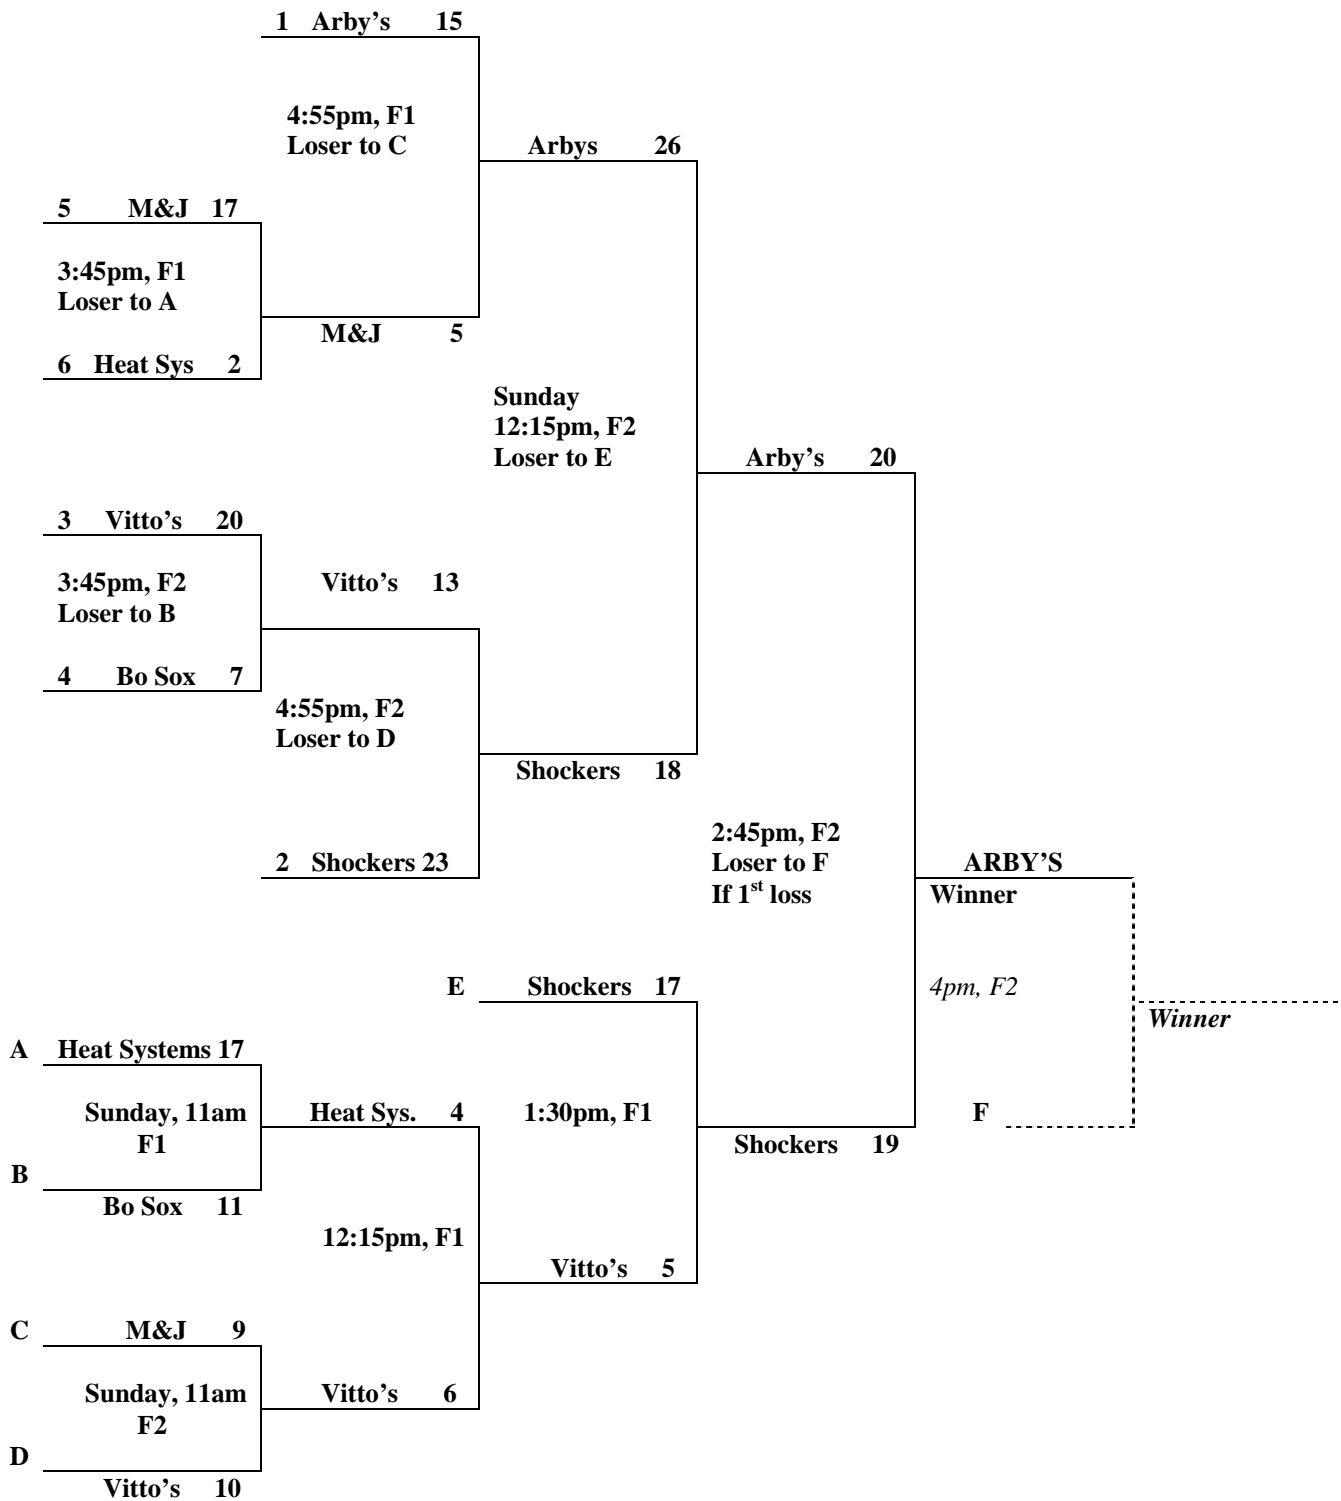 1 Arby’s 15
4:55pm, F1
Loser to C
Arbys 26
5 M&J 17
3:45pm, F1
Loser to A
M&J 5
6 Heat Sys 2
Sunday
12:15pm, F2
Loser to E
Arby’s 20
3 Vitto’s 20
3:45pm, F2
Loser to B
Vitto’s 13
4 Bo Sox 7
4:55pm, F2
Loser to D
Shockers 18
2 Shockers 23
2:45pm, F2
Loser to F
If 1st loss
ARBY’S
Winner
E Shockers 17
4pm, F2
Winner
A Heat Systems 17
Sunday, 11am
F1
Heat Sys. 4
1:30pm, F1
F
Shockers 19
B
Bo Sox 11
12:15pm, F1
Vitto’s 5
C M&J 9
Sunday, 11am
F2
Vitto’s 6
D
Vitto’s 10